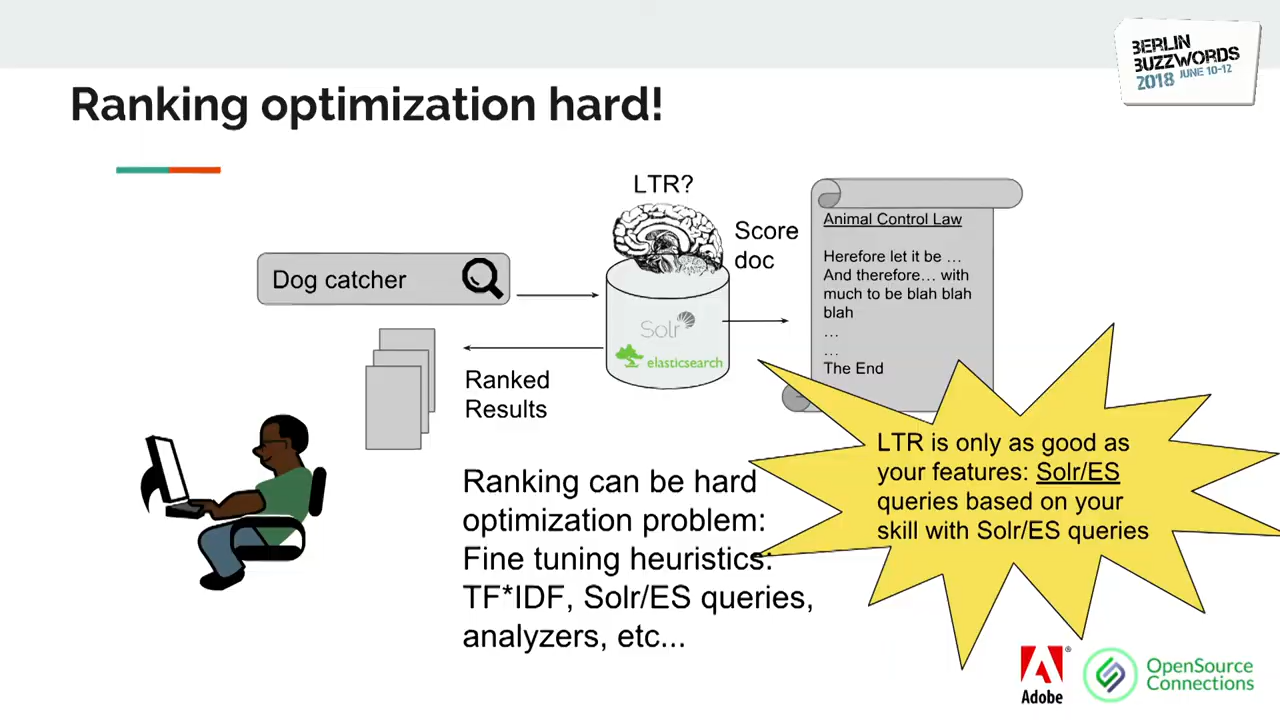 BERLIN
BUZZWORDS
2018 JUNE 10-12
Ranking optimization hard!
LTR?
Score
doc
Dog catcher
Solr
elasticsearch
Animal Control Law
Herefore let it be …
And therefore… with
much to be blah blah
blah
…
…
The End
Ranked
Results
Ranking can be hard
optimization problem:
Fine tuning heuristics:
TF*IDF, Solr/ES queries,
analyzers, etc...
LTR is only as good as
your features: Solr/ES
queries based on your
skill with Solr/ES queries
Adobe
®
OpenSource
Connections